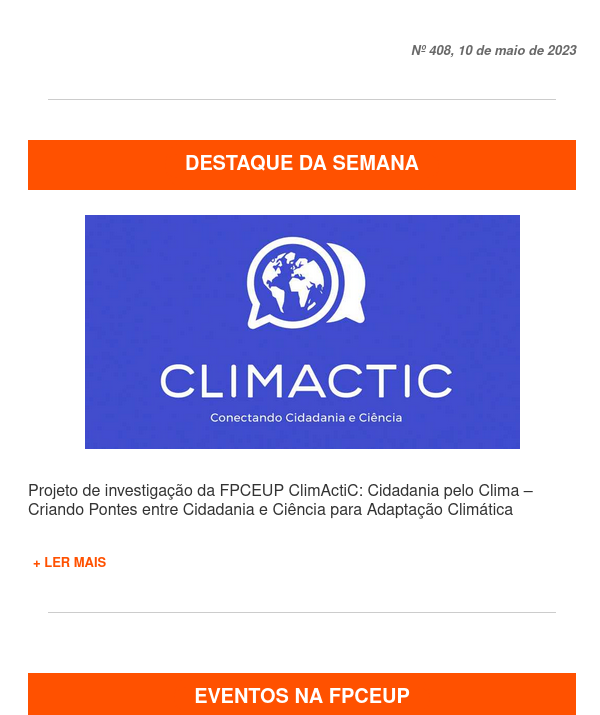 Nº 408, 10 de maio de 2023
DESTAQUE DA SEMANA
CLIMACTIC
Conectando Cidadania e Ciência
Projeto de investigação da FPCEUP ClimActiC: Cidadania pelo Clima –
Criando Pontes entre Cidadania e Ciência para Adaptação Climática
+ LER MAIS
EVENTOS NA FPCEUP